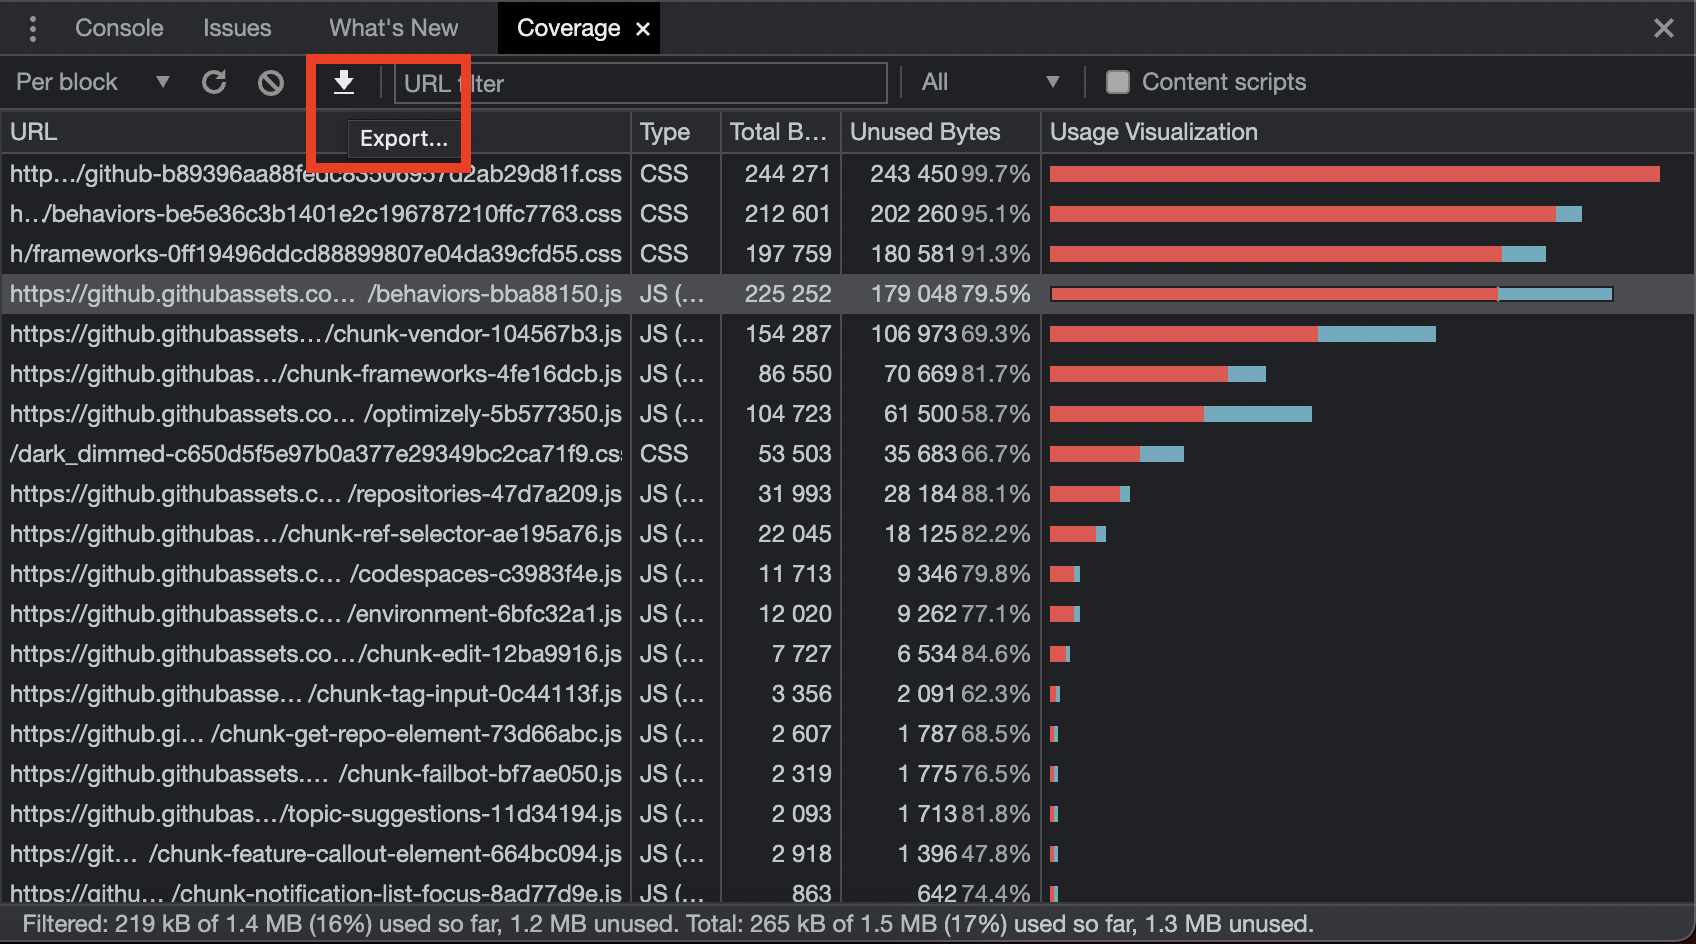 Console Issues What's New Coverage
Per block URL filter All Content scripts
Export...
URL Type Total B... Unused Bytes Usage Visualization
http…/github-b89396aa88fedc83506957d2ab29d81f.css CSS 244 271 243 450 99.7%
h…/behaviors-be5e36c3b1401e2c196787210ffc7763.css CSS 212 601 202 260 95.1%
h/frameworks-0ff19496ddcd88899807e04da39cfd55.css CSS 197 759 180 581 91.3%
https://github.githubassets.co… /behaviors-bba88150.js JS (… 225 252 179 048 79.5%
https://github.githubassets…/chunk-vendor-104567b3.js JS (… 154 287 106 973 69.3%
https://github.githubas…/chunk-frameworks-4fe16dcb.js JS (… 86 550 70 669 81.7%
https://github.githubassets.co… /optimizely-5b577350.js JS (… 104 723 61 500 58.7%
/dark_dimmed-c650d5f5e97b0a377e29349bc2ca71f9.cs CSS 53 503 35 683 66.7%
https://github.githubassets.c… /repositories-47d7a209.js JS (… 31 993 28 184 88.1%
https://github.githubas…/chunk-ref-selector-ae195a76.js JS (… 22 045 18 125 82.2%
https://github.githubassets.c… /codespaces-c3983f4e.js JS (… 11 713 9 346 79.8%
https://github.githubassets.c… /environment-6bfc32a1.js JS (… 12 020 9 262 77.1%
https://github.githubassets.co…/chunk-edit-12ba9916.js JS (… 7 727 6 534 84.6%
https://github.githubasse… /chunk-tag-input-0c44113f.js JS (… 3 356 2 091 62.3%
https://github.gi… /chunk-get-repo-element-73d66abc.js JS (… 2 607 1 787 68.5%
https://github.githubassets.… /chunk-failbot-bf7ae050.js JS (… 2 319 1 775 76.5%
https://github.githubas…/topic-suggestions-11d34194.js JS (… 2 093 1 713 81.8%
https://git… /chunk-feature-callout-element-664bc094.js JS (… 2 918 1 396 47.8%
https://githu… /chunk-notification-list-focus-8ad77d9e.js JS (… 863 642 74.4%
Filtered: 219 kB of 1.4 MB (16%) used so far, 1.2 MB unused. Total: 265 kB of 1.5 MB (17%) used so far, 1.3 MB unused.